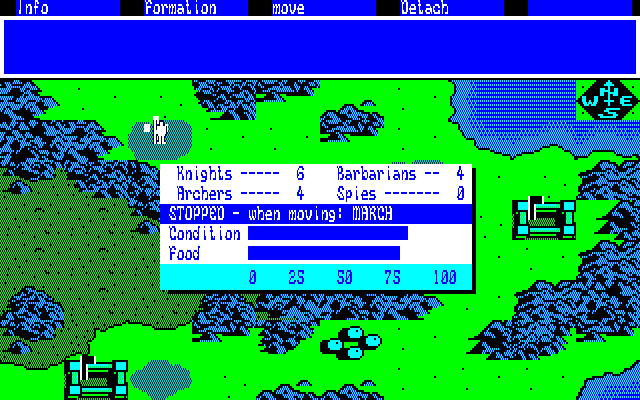 Info Formation move Detach
N
W E
S
Knights ----- 6 Barbarians -- 4
Archers ----- 4 Spies ------- 0
STOPPED - when moving: MARCH
Condition
Food
0 25 50 75 100